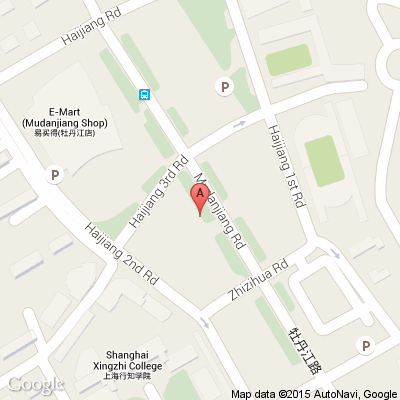 Haijiang Rd
P
E-Mart
(Mudanjiang Shop)
易买得(牡丹江店)
Haijiang 1st Rd
P
Haijiang 3rd Rd
A
Mudanjiang Rd
Haijiang 2nd Rd
Zhizihua Rd
牡丹江路
P
Shanghai
Xingzhi College
上海行知学院
Google
Map data ©2015 AutoNavi, Google